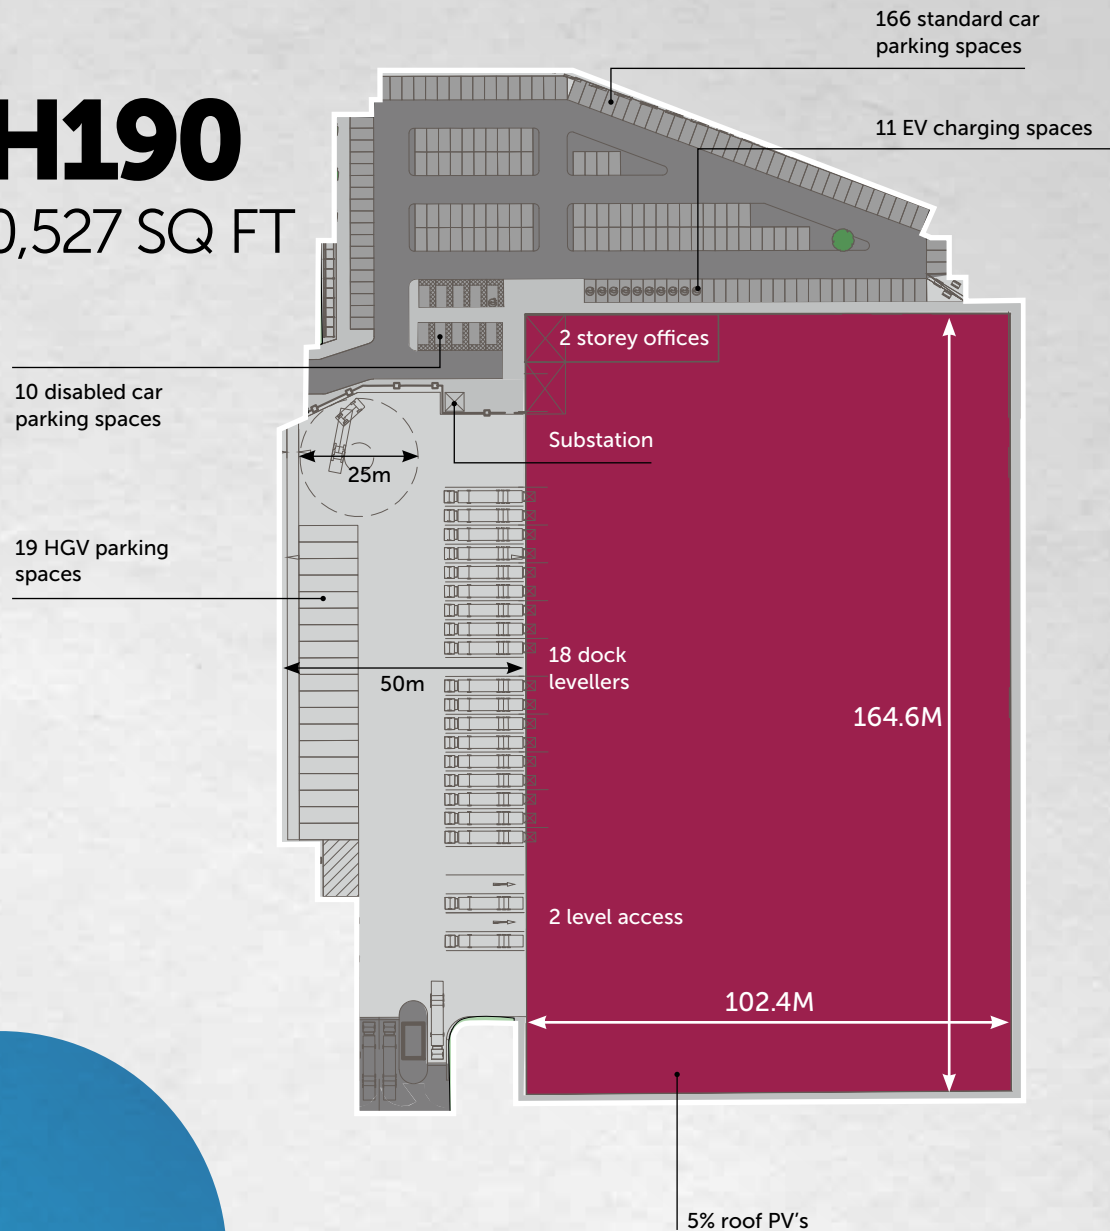 166 standard car
parking spaces
11 EV charging spaces
H190
0,527 SQ FT
2 storey offices
10 disabled car
parking spaces
Substation
25m
19 HGV parking
spaces
18 dock
levellers
50m
164.6M
2 level access
102.4M
5% roof PV's